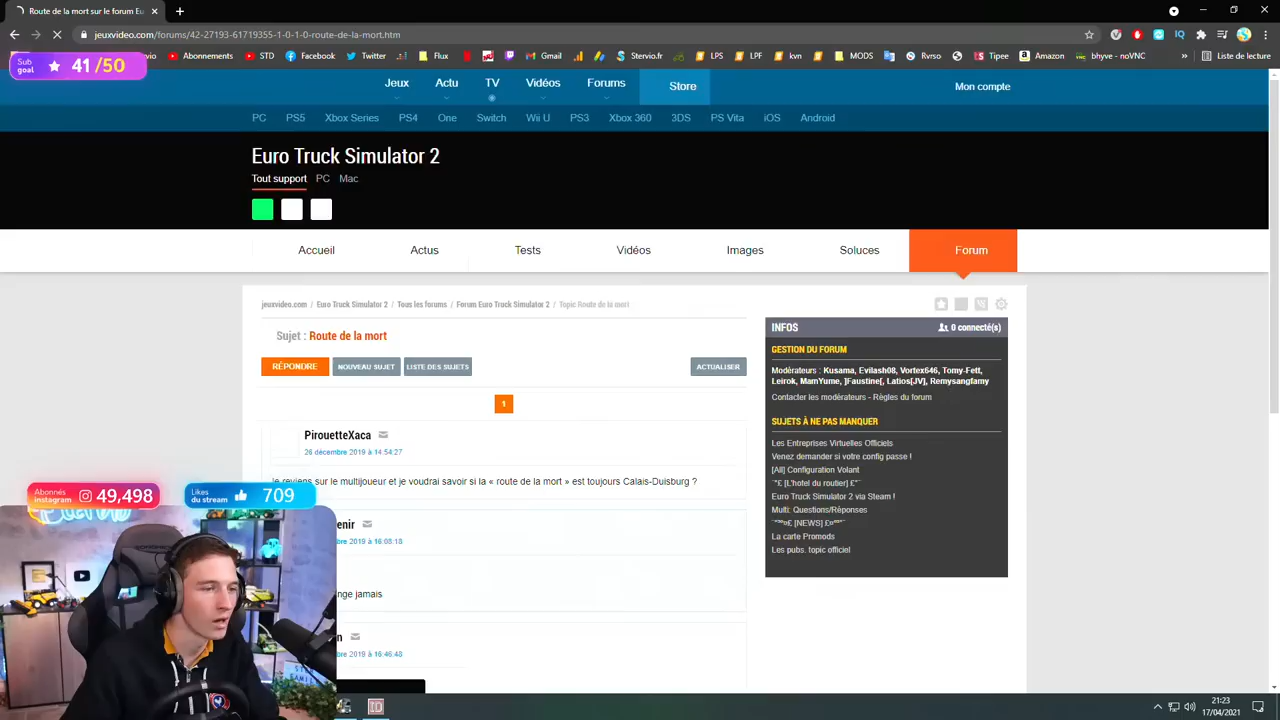 Route de la mort sur le forum Eu
jeuxvideo.com/forums/42-27193-61719355-1-0-1-0-route-de-la-mort.htm
STD Facebook Twitter Flux Gmail Stervio.fr LPF LPF MODS Rvrso Tipee Amazon bhyve - noVNC » Liste de lecture
Sub goal 41 /50
Jeux Actu TV Vidéos Forums Store Mon compte
PC PS5 Xbox Series PS4 One Switch Wii U PS3 Xbox 360 3DS PS Vita iOS Android
Euro Truck Simulator 2
Tout support PC Mac
Accueil Actus Tests Vidéos Images Soluces Forum
jeuxvideo.com / Euro Truck Simulator 2 / Tous les forums / Forum Euro Truck Simulator 2 / Topic Route de la mort
Sujet : Route de la mort
RÉPONDRE NOUVEAU SUJET LISTE DES SUJETS ACTUALISER
1
PirouetteXaca
26 décembre 2019 à 14:54:27
Je reviens sur le multijoueur et je voudrai savoir si la « route de la mort » est toujours Calais-Duisburg ?
Abonnés instagram 49,498
Likes du stream 709
enir
bre 2019 à 16:08:18
ange jamais
n
bre 2019 à 16:46:48
INFOS 0 connecté(s)
GESTION DU FORUM
Modérateurs : Kusama, Evilash08, Vortex646, Tomy-Fett,
Leirok, MamYume, ]Faustine[, Latios[JV], Remysangfamy
Contacter les modérateurs - Règles du forum
SUJETS À NE PAS MANQUER
Les Entreprises Virtuelles Officiels
Venez demander si votre config passe !
[All] Configuration Volant
¨"£ [L'hotel du routier] £"¨
Euro Truck Simulator 2 via Steam !
Multi: Questions/Réponses
[NEWS]
La carte Promods
Les pubs. topic officiel
21:23
17/04/2021